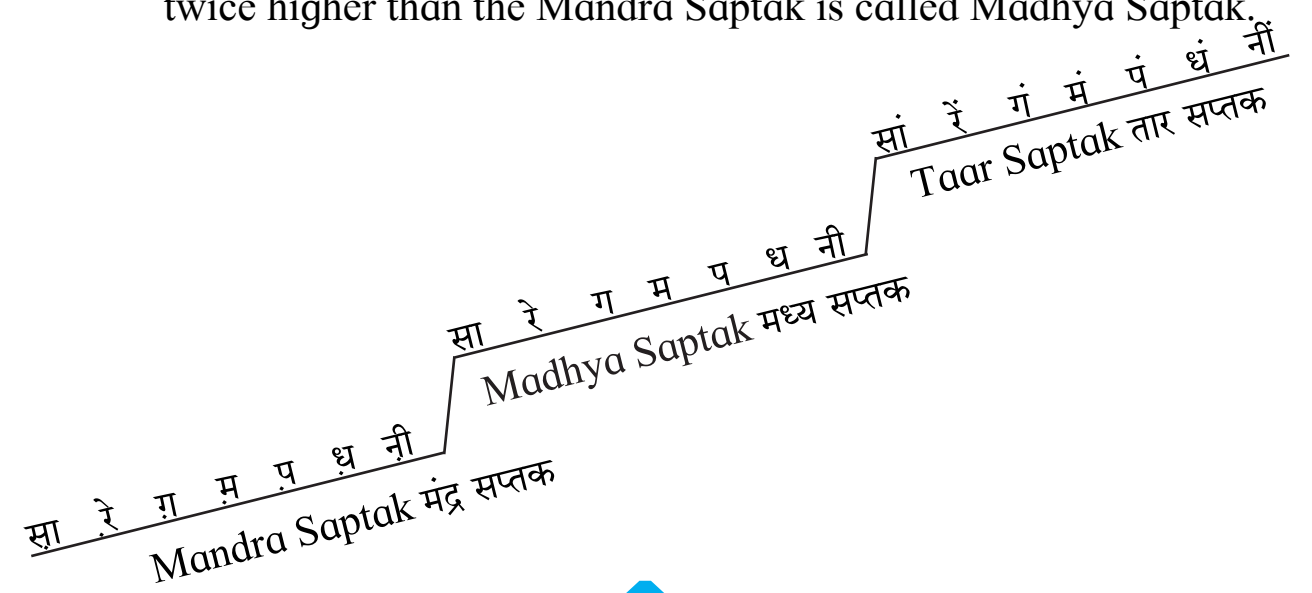 twice higher than the Mandra Saptak is called Madhya Saptak.
सां रें गं मं पं धं नीं
Taar Saptak तार सप्तक
सा रे ग म प ध नी
Madhya Saptak मध्य सप्तक
सा़ रे़ ग़ म़ प़ ध़ ऩी
Mandra Saptak मंद्र सप्तक